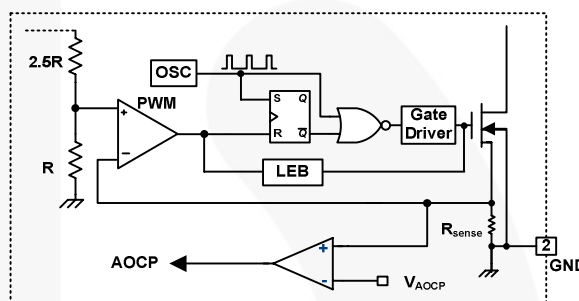 2.5R
OSC
PWM
+
-
R
S Q
R Q̅
LEB
Gate
Driver
Rsense
2
GND
AOCP
+
-
VAOCP